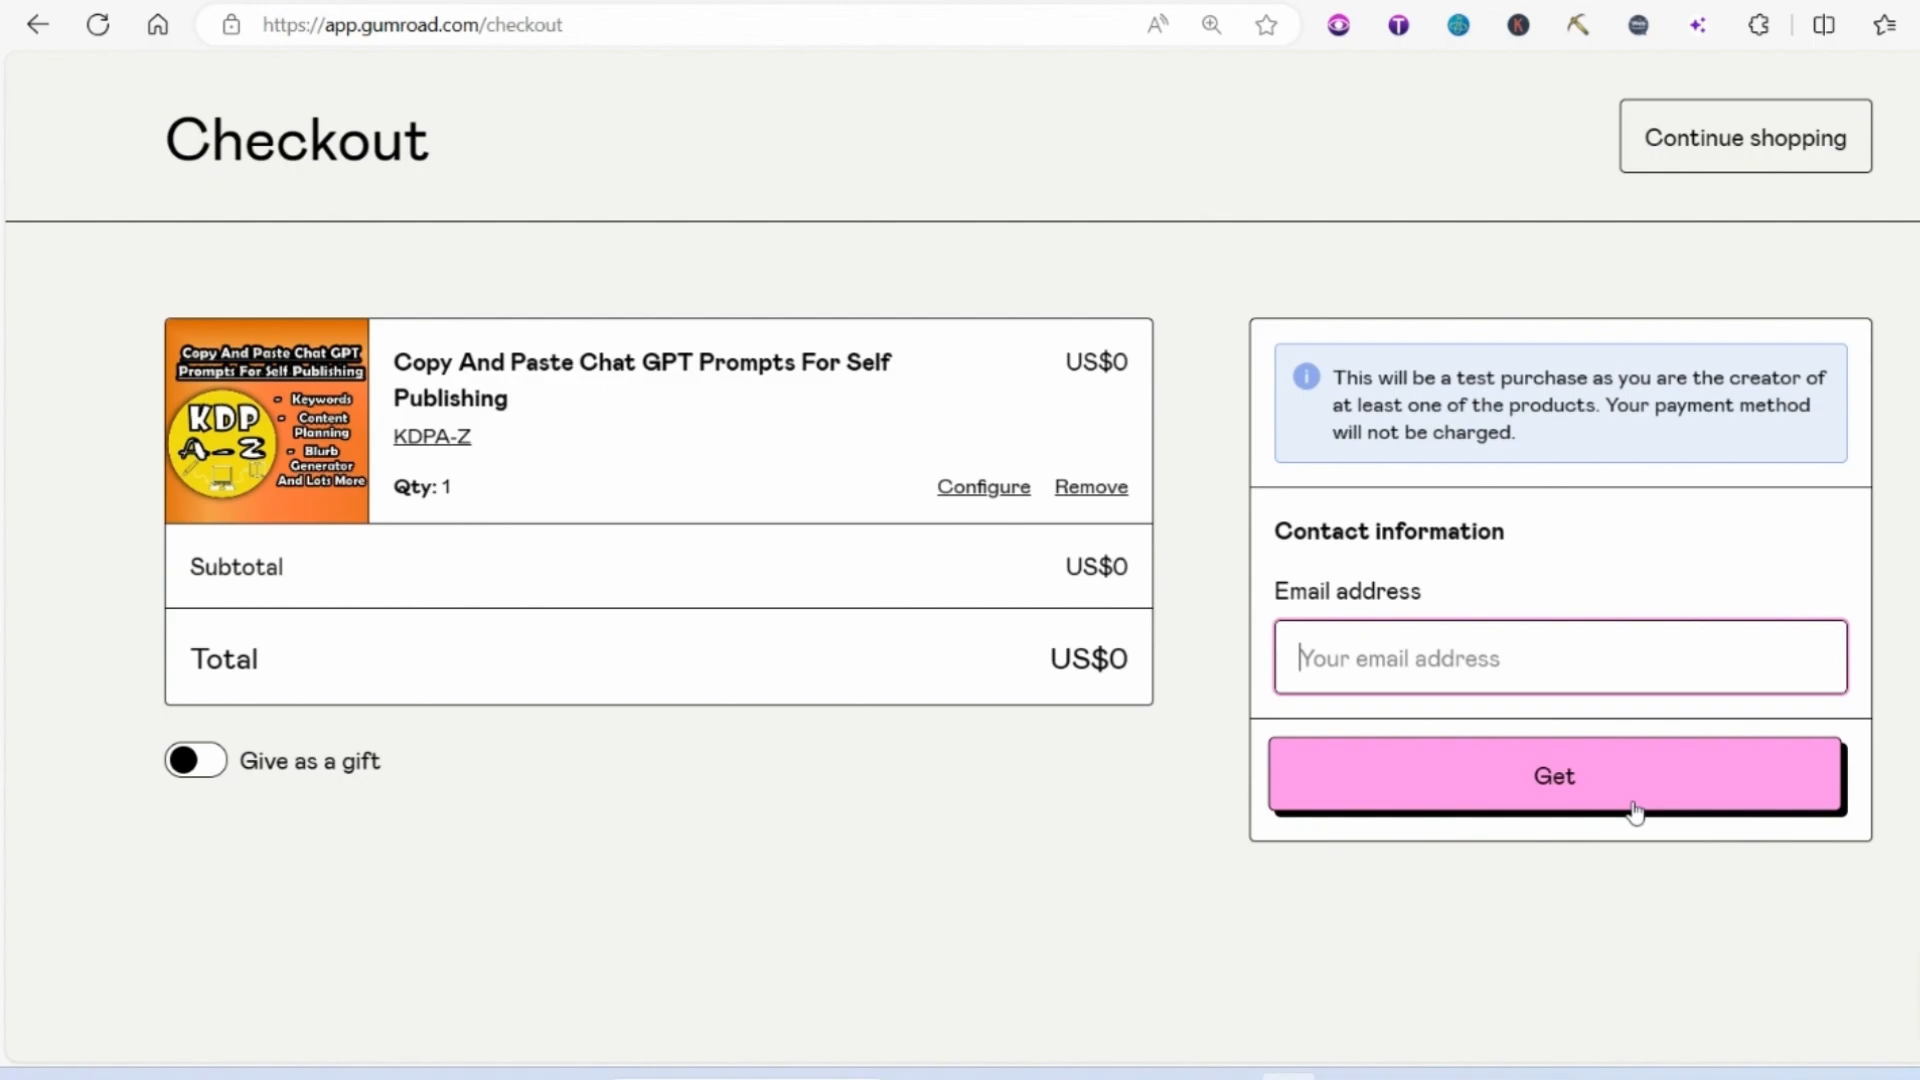 https://app.gumroad.com/checkout
Checkout
Continue shopping
Copy And Paste Chat GPT
Prompts For Self Publishing
KDP
A-Z
- Keywords
- Content
Planning
- Blurb
Generator
And Lots More
Copy And Paste Chat GPT Prompts For Self
Publishing
US$0
KDPA-Z
Qty: 1
Configure
Remove
Subtotal
US$0
Total
US$0
Give as a gift
This will be a test purchase as you are the creator of
at least one of the products. Your payment method
will not be charged.
Contact information
Email address
Your email address
Get